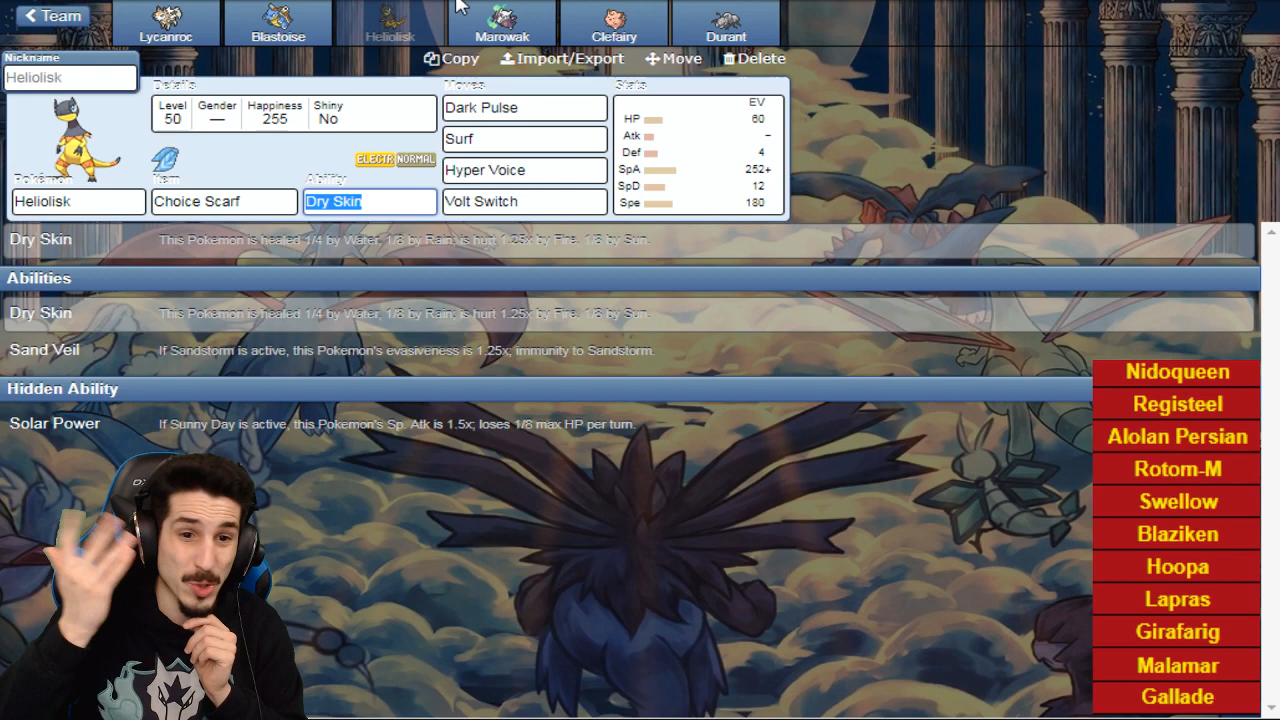 Team
Lycanroc
Blastoise
Heliolisk
Marowak
Clefairy
Durant
Nickname
Heliolisk
Copy
Import/Export
Move
Delete
Details
Level
50
Gender
—
Happiness
255
Shiny
No
ELECTR NORMAL
Pokémon
Heliolisk
Item
Choice Scarf
Ability
Dry Skin
Moves
Dark Pulse
Surf
Hyper Voice
Volt Switch
Stats
EV
HP 60
Atk –
Def 4
SpA 252+
SpD 12
Spe 180
Dry Skin This Pokemon is healed 1/4 by Water, 1/8 by Rain; is hurt 1.25x by Fire, 1/8 by Sun.
Abilities
Dry Skin This Pokemon is healed 1/4 by Water, 1/8 by Rain; is hurt 1.25x by Fire, 1/8 by Sun.
Sand Veil If Sandstorm is active, this Pokemon's evasiveness is 1.25x; immunity to Sandstorm.
Hidden Ability
Solar Power If Sunny Day is active, this Pokemon's Sp. Atk is 1.5x; loses 1/8 max HP per turn.
Nidoqueen
Registeel
Alolan Persian
Rotom-M
Swellow
Blaziken
Hoopa
Lapras
Girafarig
Malamar
Gallade